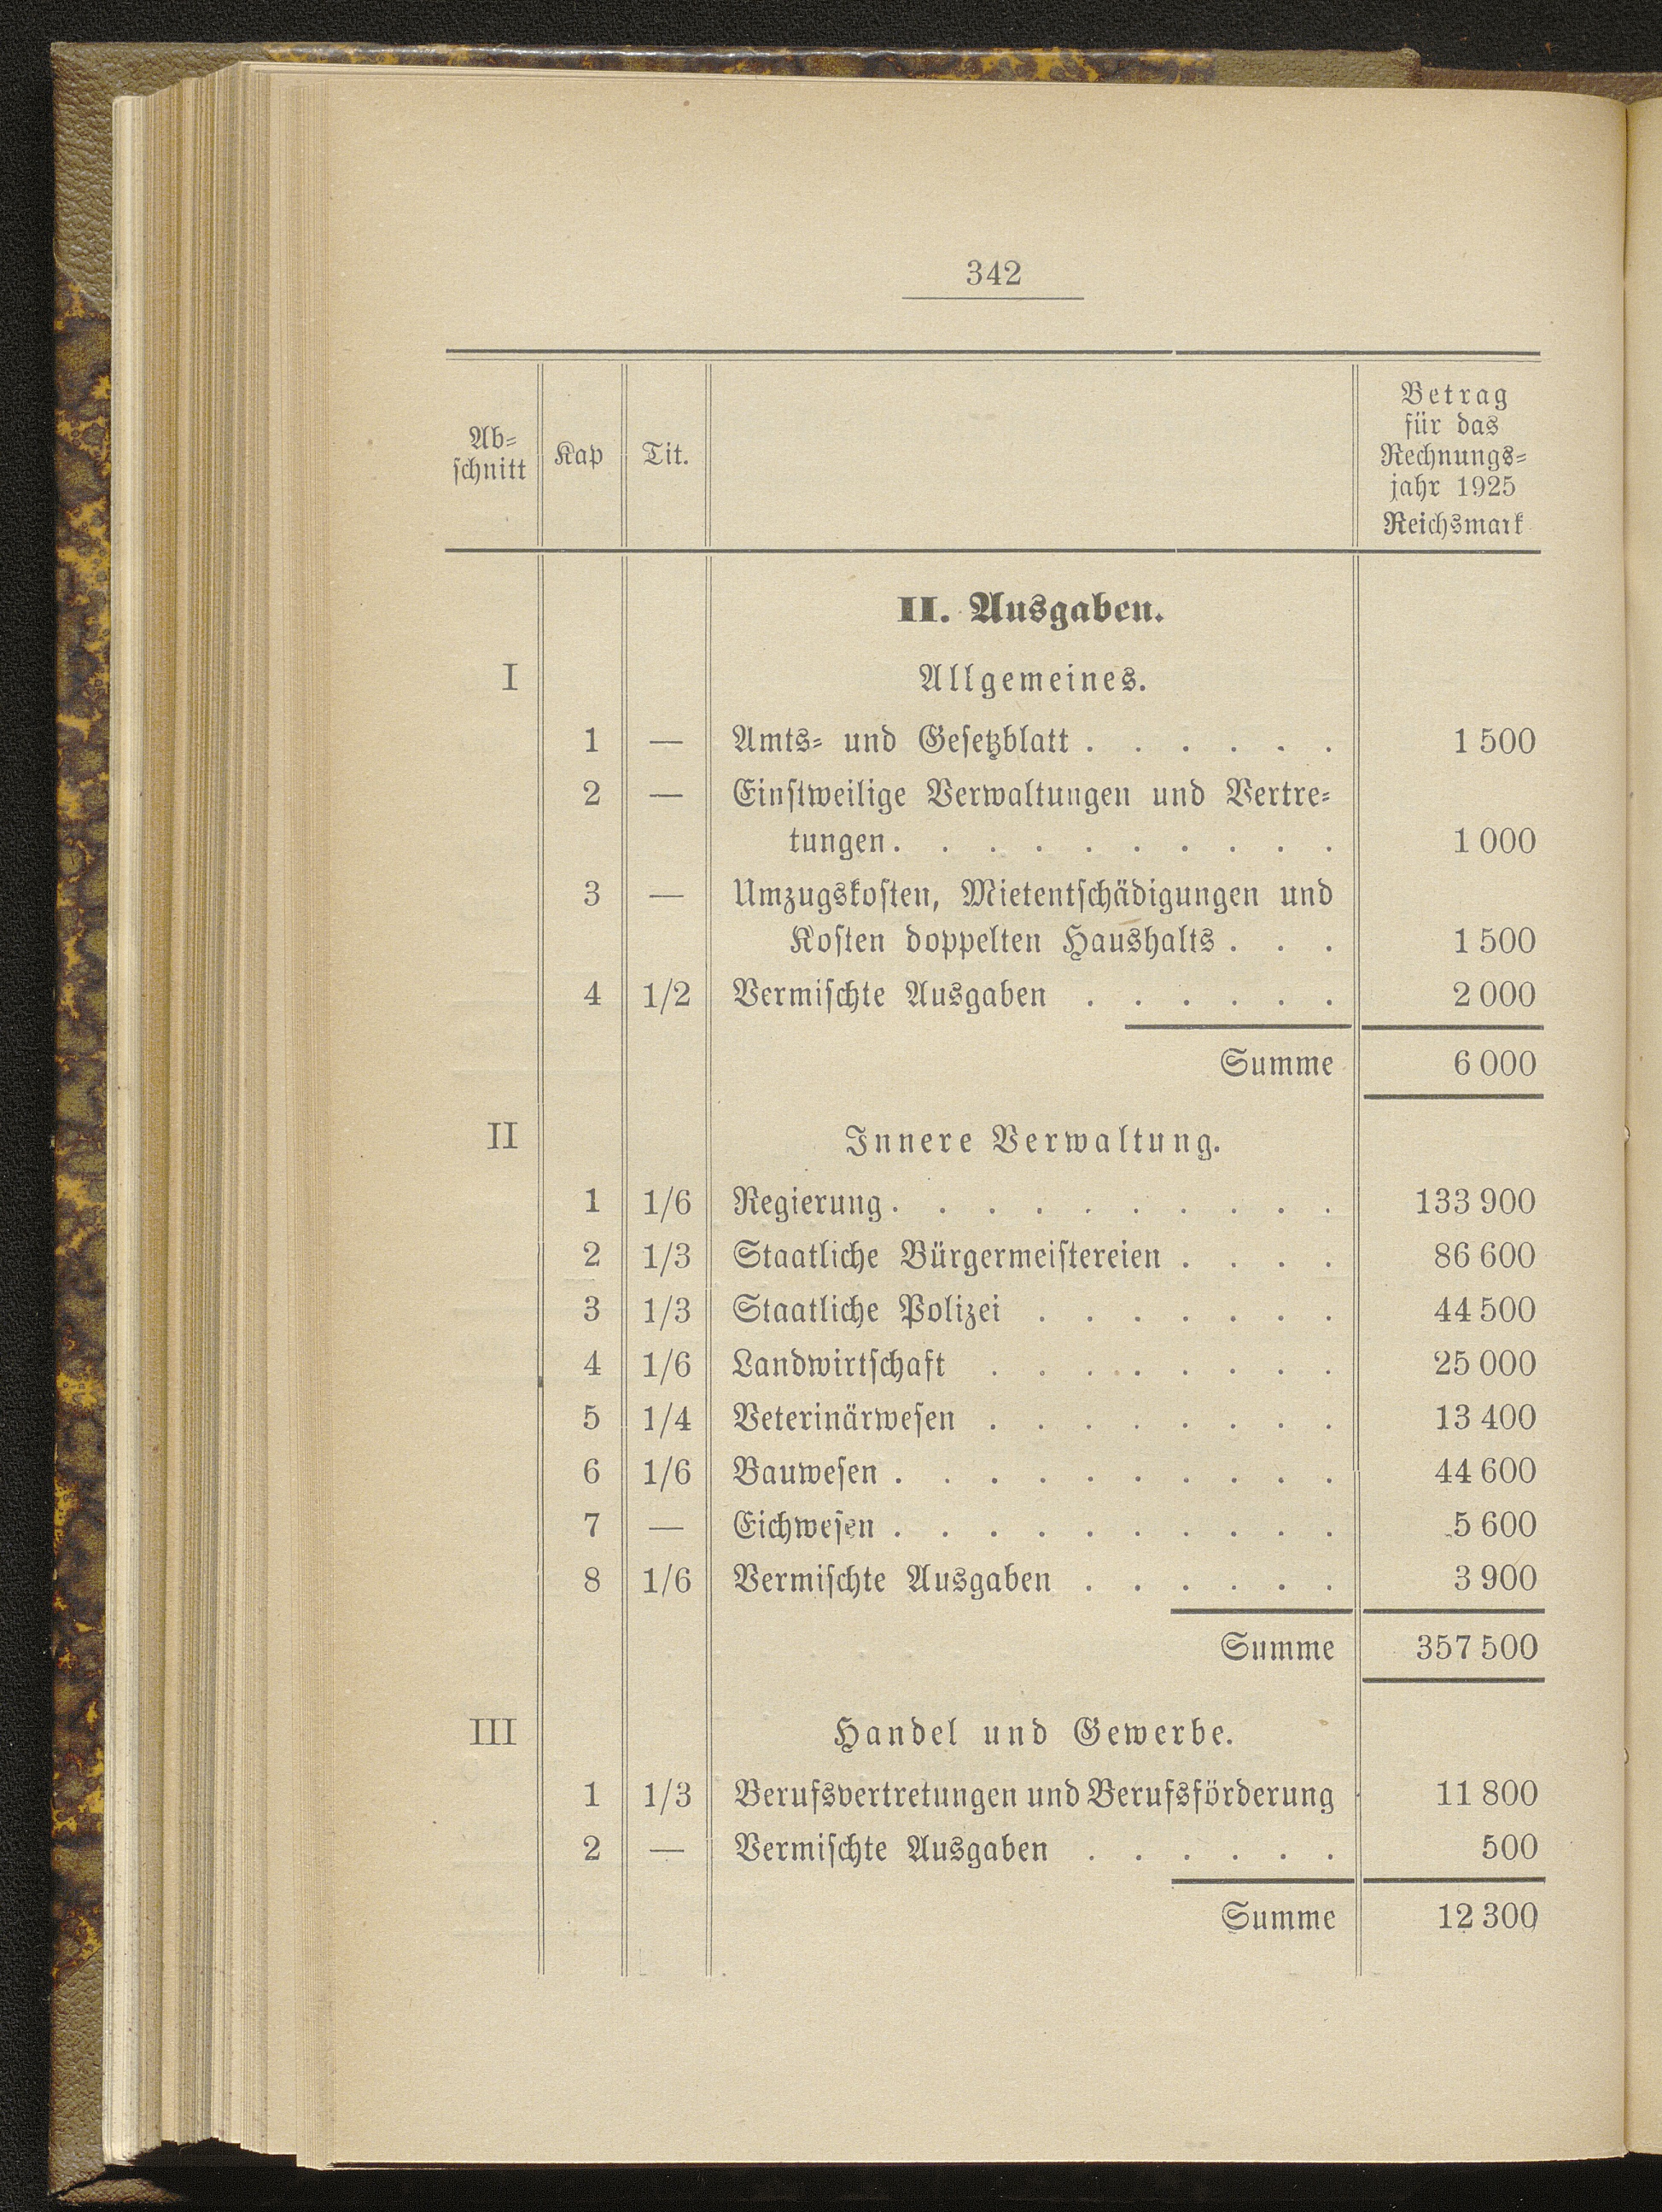 342
Ab-
schnitt
Kap
Tit.
Betrag
für das
Rechnungs-
jahr 1925
Reichsmark
II. Ausgaben.
I Allgemeines.
1 — Amts- und Gesetzblatt . . . . . . 1 500
2 — Einstweilige Verwaltungen und Vertre-
tungen. . . . . . . . . . 1 000
3 — Umzugskosten, Mietentschädigungen und
Kosten doppelten Haushalts . . . 1 500
4 1/2 Vermischte Ausgaben . . . . . . 2 000
Summe 6 000
II Innere Verwaltung.
1 1/6 Regierung. . . . . . . . . . 133 900
2 1/3 Staatliche Bürgermeistereien . . . . 86 600
3 1/3 Staatliche Polizei . . . . . . . 44 500
4 1/6 Landwirtschaft . . . . . . . . 25 000
5 1/4 Veterinärwesen . . . . . . . . 13 400
6 1/6 Bauwesen . . . . . . . . . . 44 600
7 — Eichwesen . . . . . . . . . . 5 600
8 1/6 Vermischte Ausgaben . . . . . . 3 900
Summe 357 500
III Handel und Gewerbe.
1 1/3 Berufsvertretungen und Berufsförderung 11 800
2 — Vermischte Ausgaben . . . . . . 500
Summe 12 300